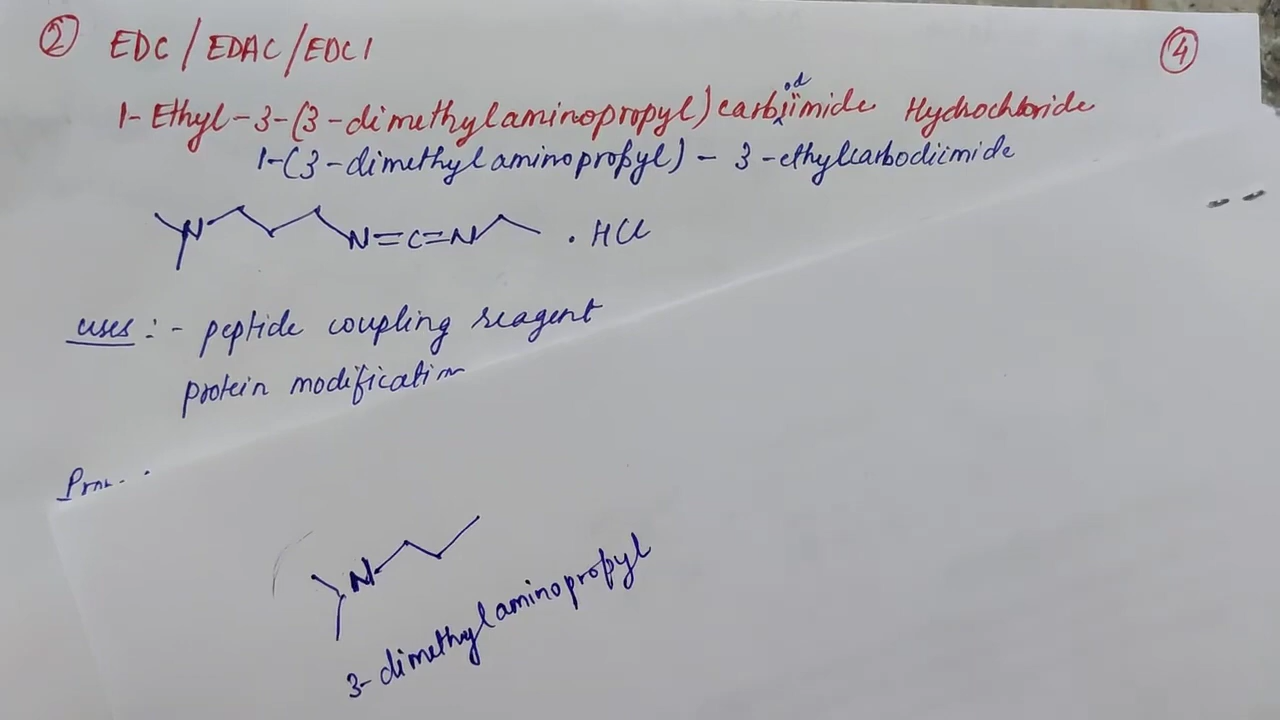 ② EDC/EDAC/EDCI
④
1-Ethyl-3-(3-dimethylaminopropyl) carbodiimide Hydrochloride
1-(3-dimethylaminopropyl) - 3-ethylcarbodiimide
N N=C=N . HCl
uses : - peptide coupling reagent
protein modification
N
3-dimethylaminopropyl